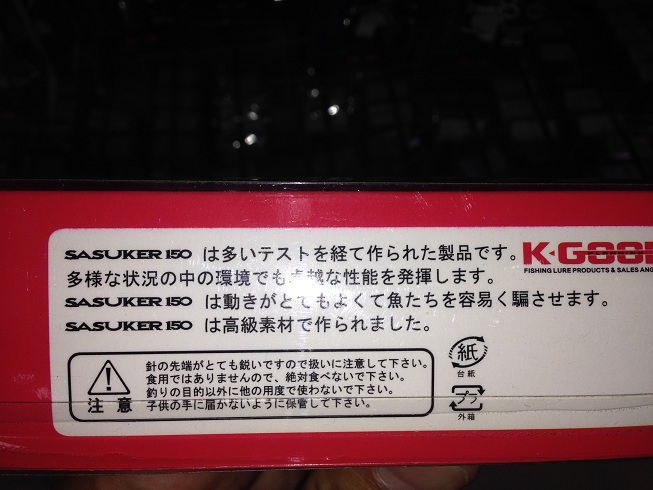 SASUKER 150 は多いテストを経て作られた製品です。
多様な状況の中の環境でも卓越な性能を発揮します。
SASUKER 150 は動きがとてもよくて魚たちを容易く騙させます。
SASUKER 150 は高級素材で作られました。
K-GOOD
FISHING LURE PRODUCTS & SALES ANG
注意
針の先端がとても鋭いですので扱いに注意して下さい。
食用ではありませんので、絶対食べないで下さい。
釣りの目的以外に他の用度で使わないで下さい。
子供の手に届かないように保管して下さい。
紙
台紙
プラ
外箱